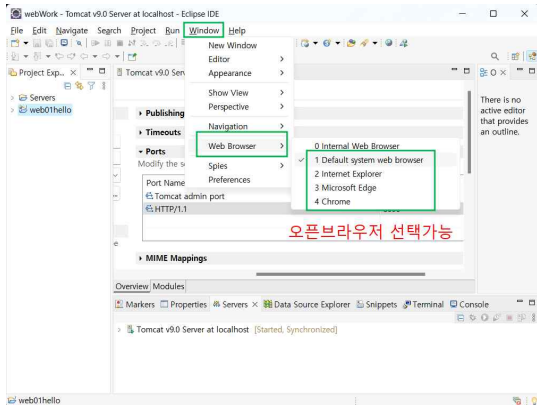 webWork - Tomcat v9.0 Server at localhost - Eclipse IDE
File Edit Navigate Search Project Run Window Help
Project Exp...
Tomcat v9.0 Serv
Servers
web01hello
New Window
Editor
Appearance
Show View
Perspective
Navigation
Web Browser
Spies
Preferences
0 Internal Web Browser
1 Default system web browser
2 Internet Explorer
3 Microsoft Edge
4 Chrome
Publishing
Timeouts
Ports
Modify the s
Port Name
Tomcat admin port
HTTP/1.1
오픈브라우저 선택가능
MIME Mappings
Overview Modules
O
There is no
active editor
that provides
an outline.
Markers Properties Servers Data Source Explorer Snippets Terminal Console
Tomcat v9.0 Server at localhost [Started, Synchronized]
web01hello